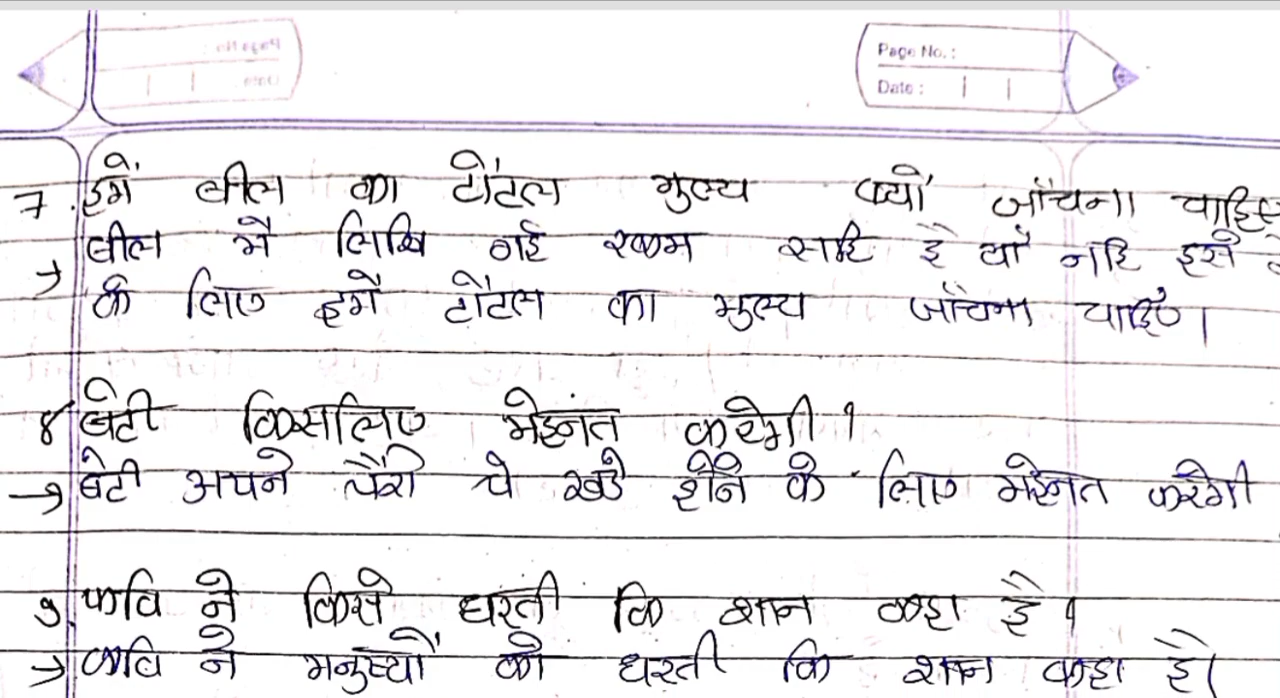 Page No. :
Date :
7. हमें बील का टोटल मुल्य क्यों जाँचना चाहिए
→ बील मे लिखि गई रकम सहि है याँ नहि इसे
के लिए हमें टोटल का मुल्य जाँचना चाहिए।
8 बेटी किसलिए मेहनत करेगी ?
→ बेटी अपने पैरो पे खडे होने के लिए मेहनत करेगी
9. कवि ने किसे धरती कि शान कहा है ?
→ कवि ने मनुष्यों को धरती कि शान कहा है।